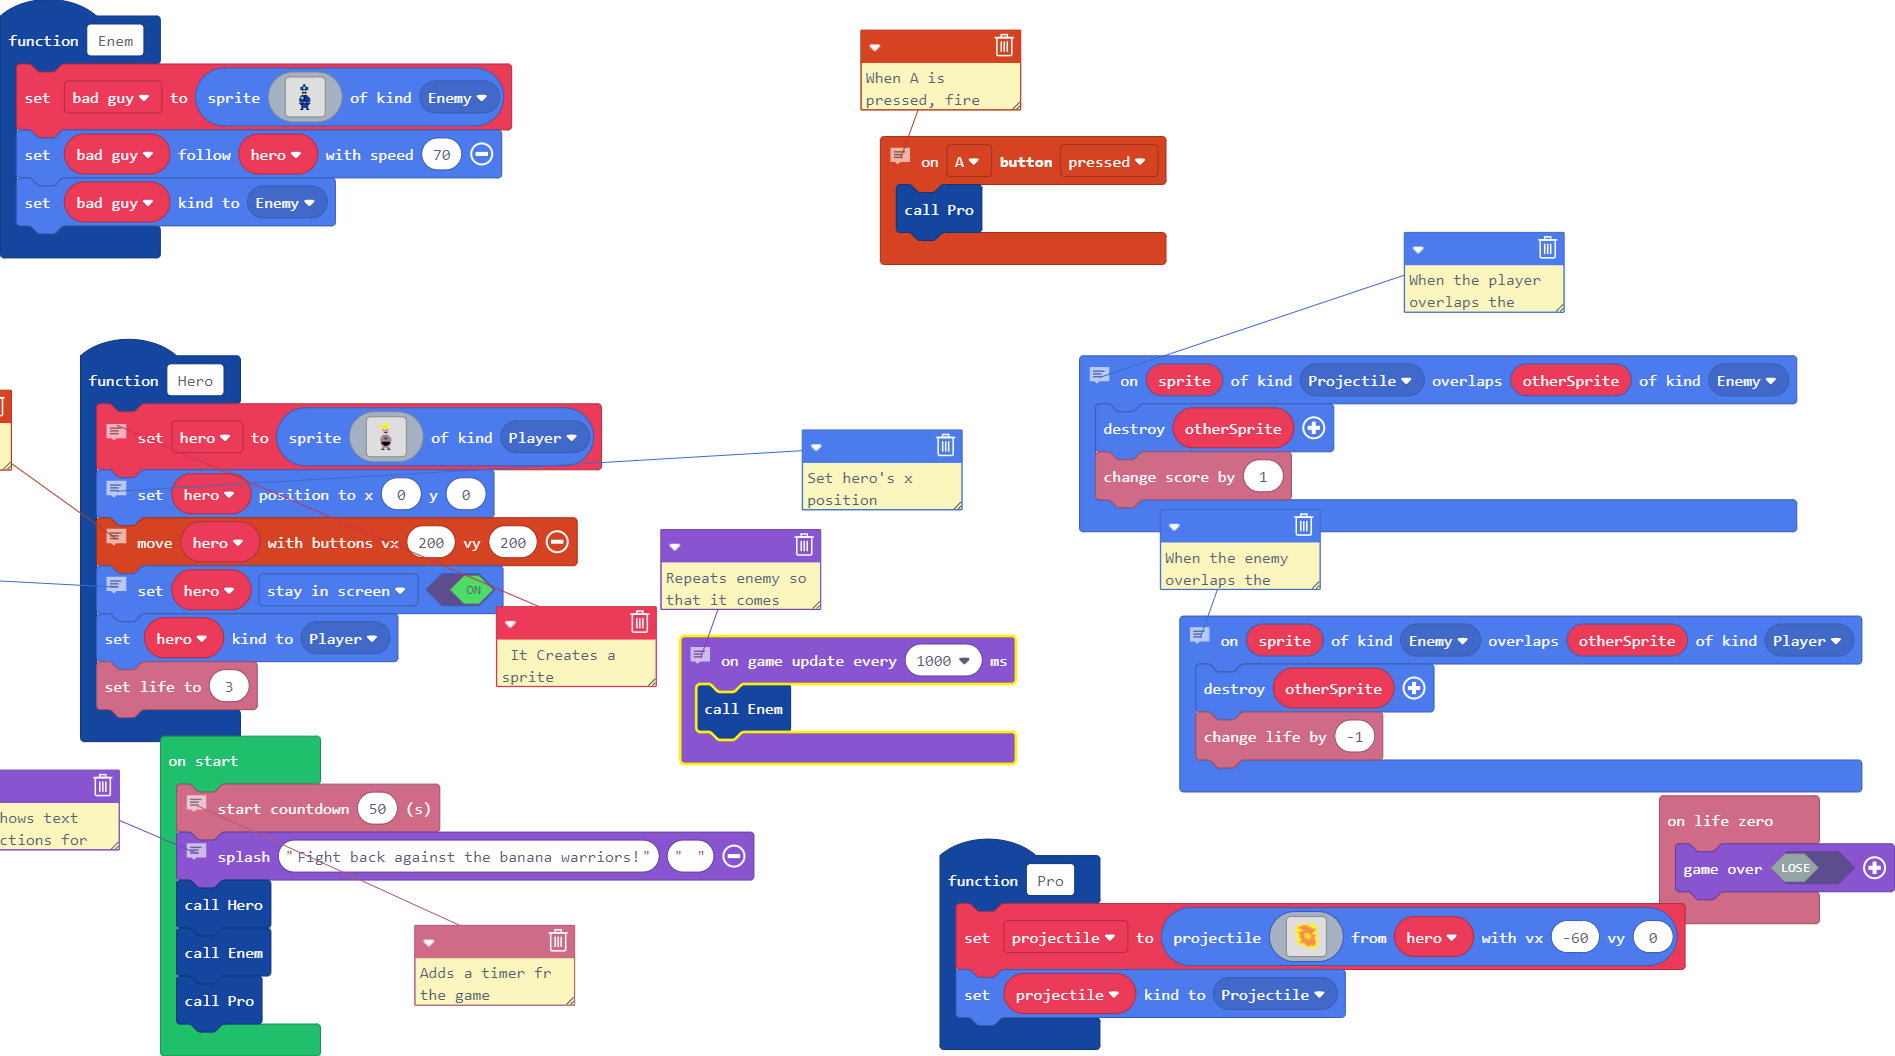 function Enem
set bad guy to sprite of kind Enemy
set bad guy follow hero with speed 70
set bad guy kind to Enemy
When A is
pressed, fire
on A button pressed
call Pro
When the player
overlaps the
on sprite of kind Projectile overlaps otherSprite of kind Enemy
destroy otherSprite
change score by 1
function Hero
set hero to sprite of kind Player
set hero position to x 0 y 0
move hero with buttons vx 200 vy 200
set hero stay in screen ON
set hero kind to Player
set life to 3
Set hero's x
position
It Creates a
sprite
Repeats enemy so
that it comes
on game update every 1000 ms
call Enem
When the enemy
overlaps the
on sprite of kind Enemy overlaps otherSprite of kind Player
destroy otherSprite
change life by -1
hows text
ctions for
on start
start countdown 50 (s)
splash "Fight back against the banana warriors!" " "
call Hero
call Enem
call Pro
Adds a timer fr
the game
on life zero
game over LOSE
function Pro
set projectile to projectile from hero with vx -60 vy 0
set projectile kind to Projectile